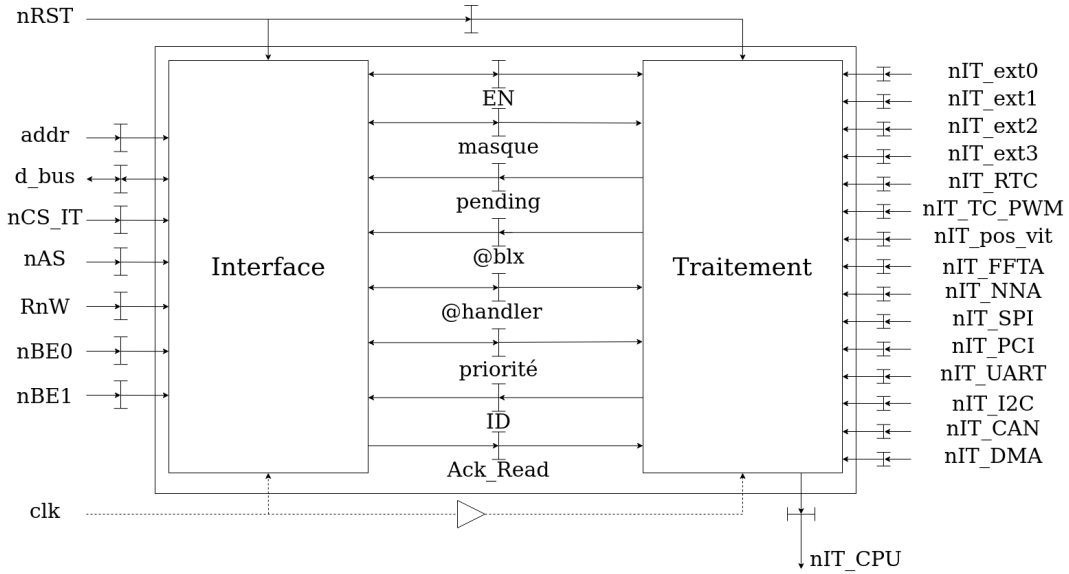 nRST
addr
d_bus
nCS_IT
nAS
RnW
nBE0
nBE1
clk
Interface
EN
masque
pending
@blx
@handler
priorité
ID
Ack_Read
Traitement
nIT_ext0
nIT_ext1
nIT_ext2
nIT_ext3
nIT_RTC
nIT_TC_PWM
nIT_pos_vit
nIT_FFTA
nIT_NNA
nIT_SPI
nIT_PCI
nIT_UART
nIT_I2C
nIT_CAN
nIT_DMA
nIT_CPU